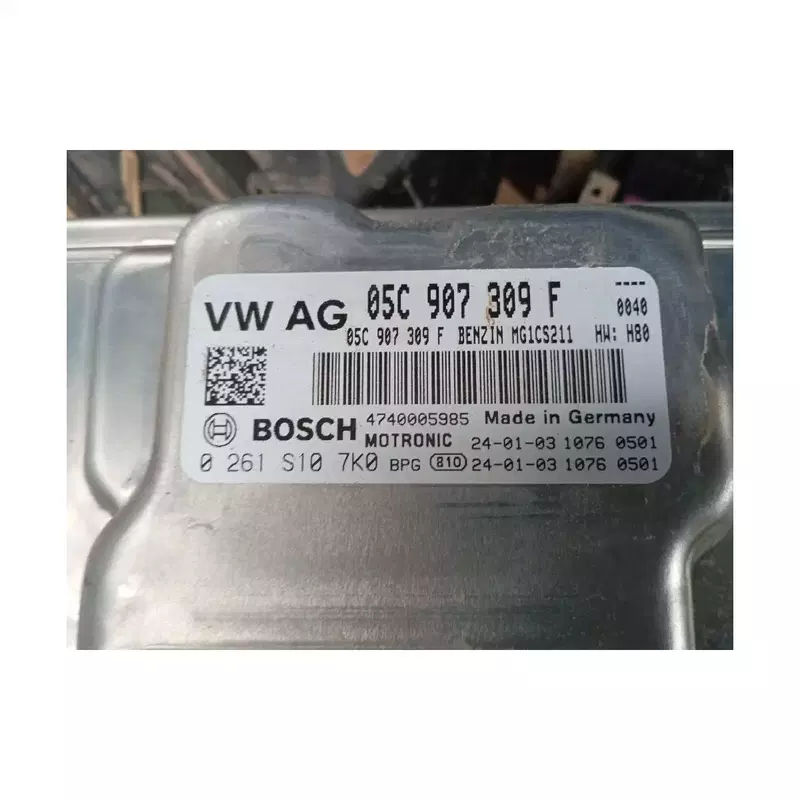 VW AG 05C 907 309 F ----
0040
05C 907 309 F BENZIN MG1CS211 HW: H80
BOSCH 4740005985 Made in Germany
MOTRONIC 24-01-03 1076 0501
0 261 S10 7K0 BPG 810 24-01-03 1076 0501